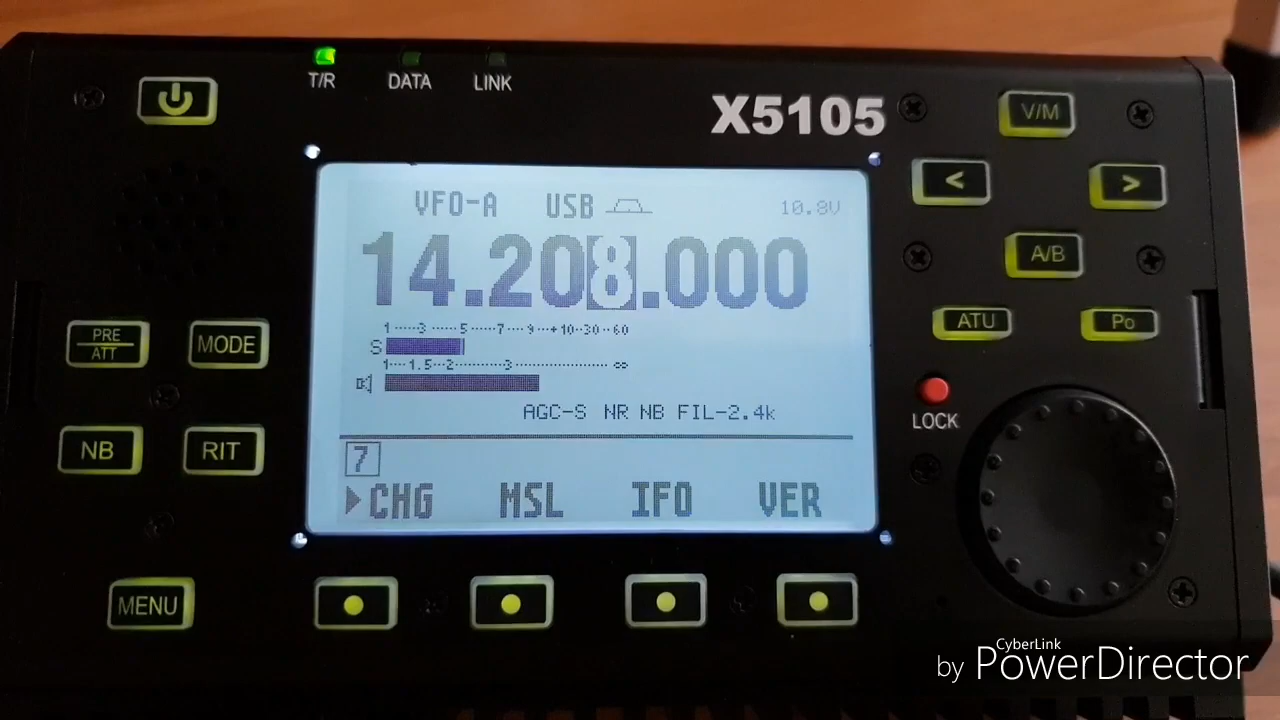 T/R DATA LINK
X5105
V/M
< >
VFO-A USB 10.8V
14.208.000
A/B
1·····3·····5·····7····9···+10··30··60
S
ATU Po
PRE
ATT
MODE
1····1.5··2·······3·············∞
LOCK
AGC-S NR NB FIL-2.4k
NB RIT
7
CHG MSL IFO VER
MENU
CyberLink
by PowerDirector